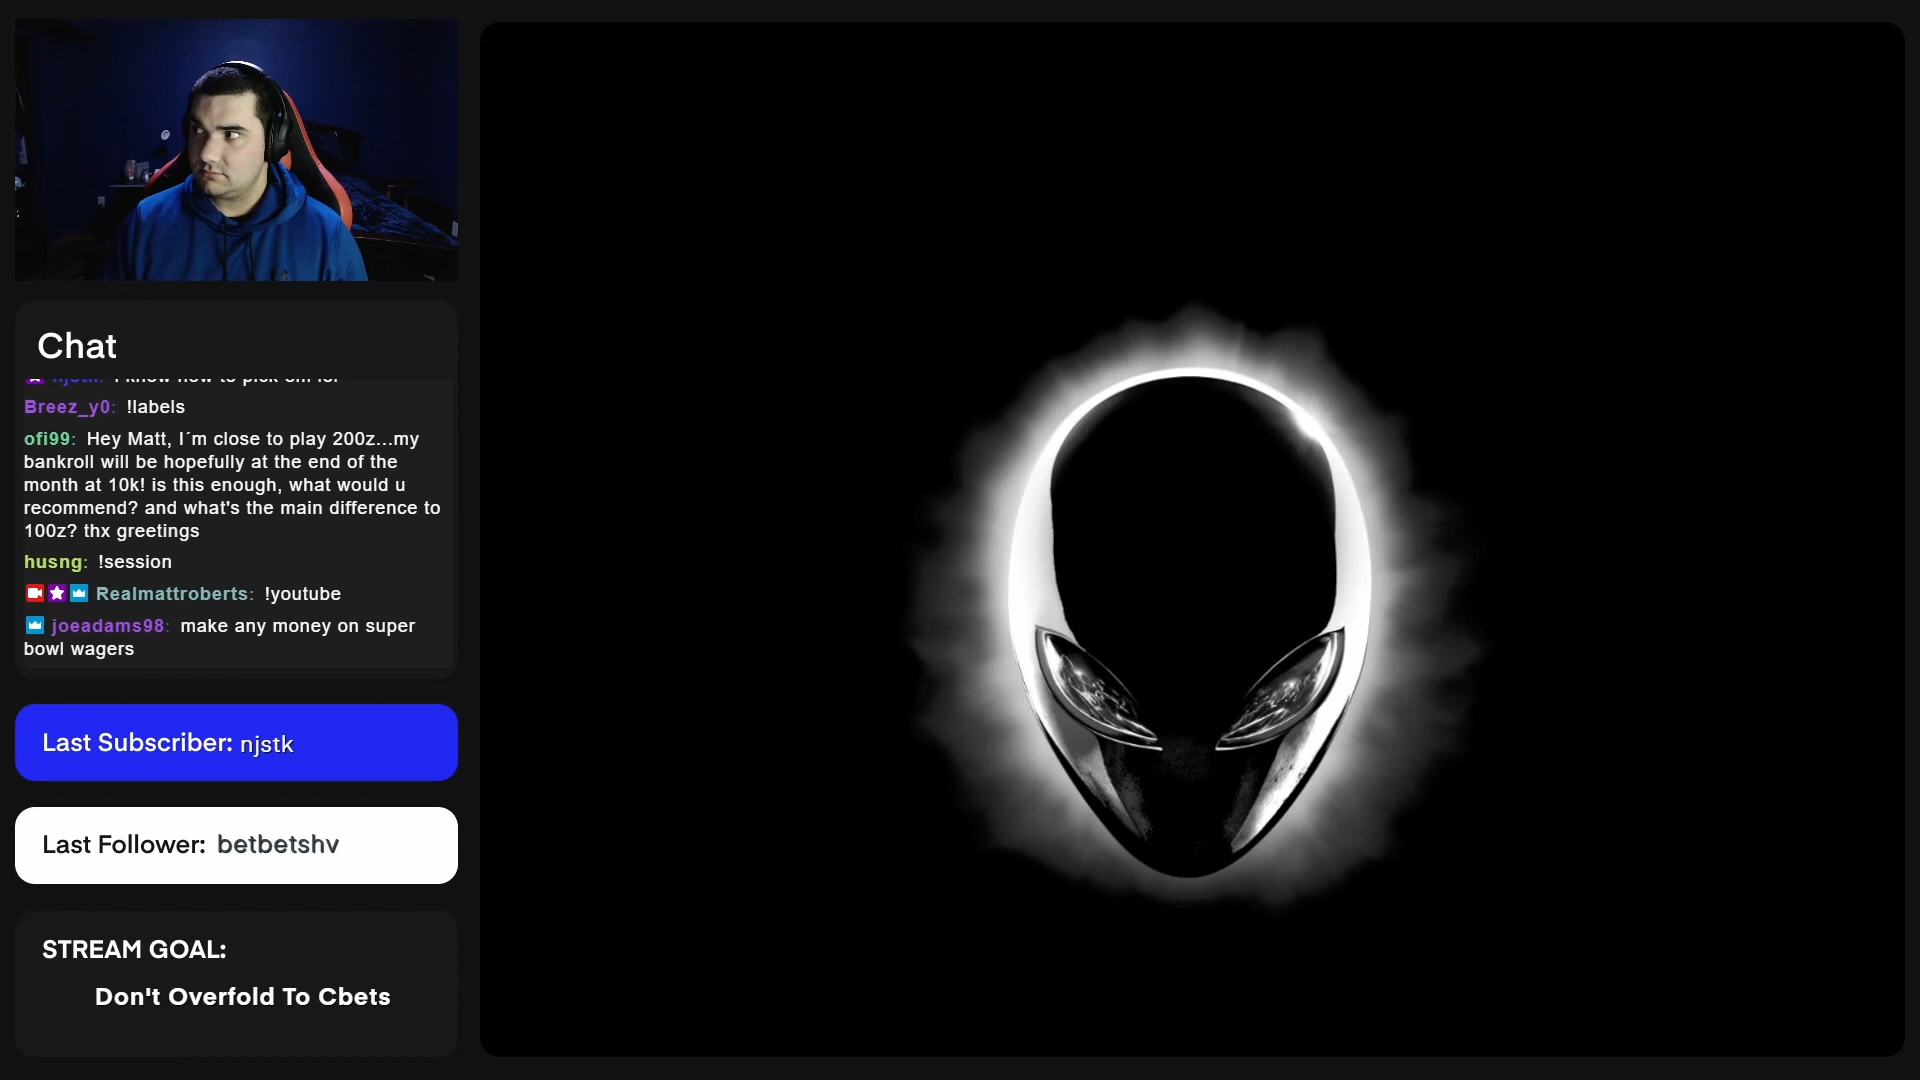 Chat
Breez_y0: !labels
ofi99: Hey Matt, I´m close to play 200z...my
bankroll will be hopefully at the end of the
month at 10k! is this enough, what would u
recommend? and what's the main difference to
100z? thx greetings
husng: !session
Realmattroberts: !youtube
joeadams98: make any money on super
bowl wagers
Last Subscriber: njstk
Last Follower: betbetshv
STREAM GOAL:
Don't Overfold To Cbets